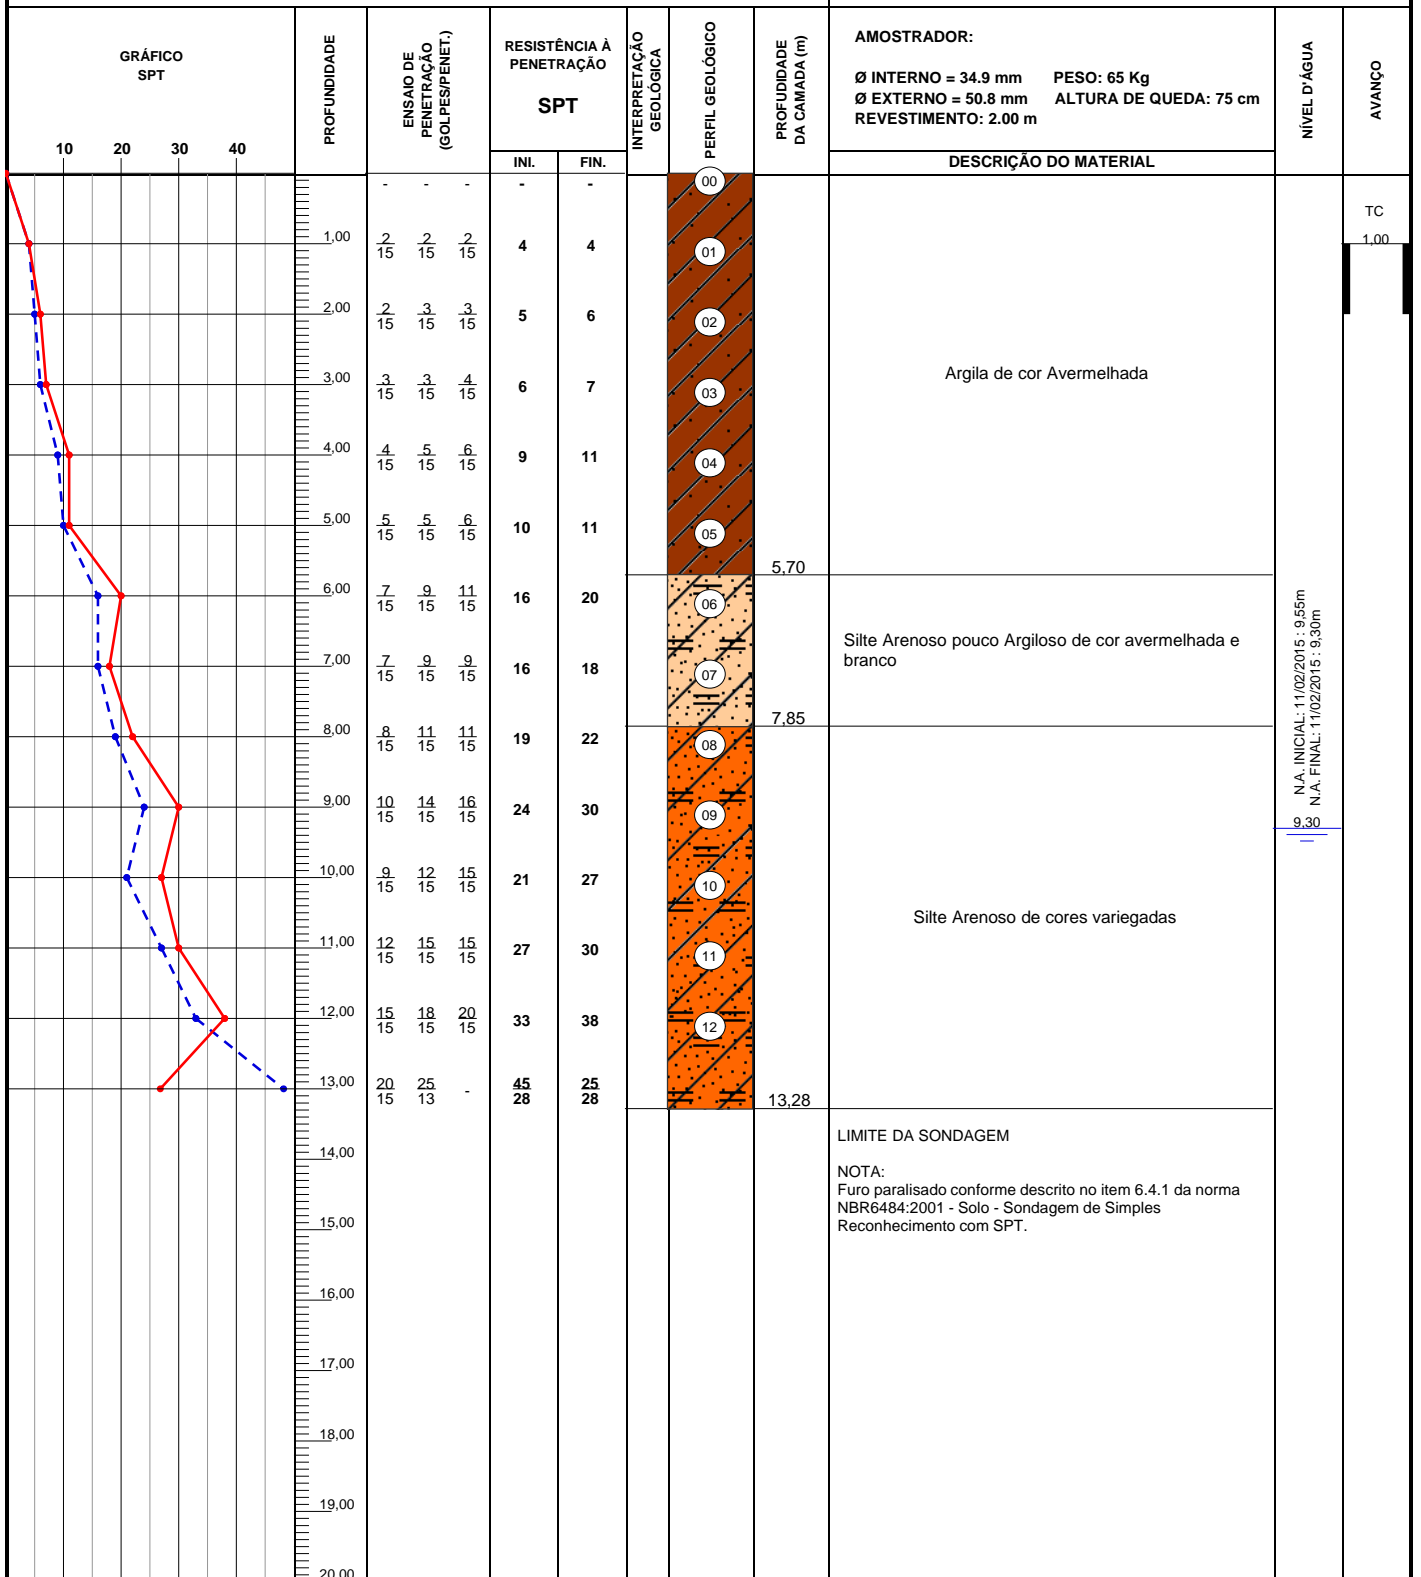 GRÁFICO
SPT
10 20 30 40
PROFUNDIDADE
ENSAIO DE
PENETRAÇÃO
(GOLPES/PENET.)
RESISTÊNCIA À
PENETRAÇÃO
SPT
INI. FIN.
INTERPRETAÇÃO
GEOLÓGICA
PERFIL GEOLÓGICO
PROFUDIDADE
DA CAMADA (m)
AMOSTRADOR:
Ø INTERNO = 34.9 mm PESO: 65 Kg
Ø EXTERNO = 50.8 mm ALTURA DE QUEDA: 75 cm
REVESTIMENTO: 2.00 m
DESCRIÇÃO DO MATERIAL
NÍVEL D'ÁGUA
AVANÇO
- - - - - 00
TC
1,00 2/15 2/15 2/15 4 4 01 1,00
2,00 2/15 3/15 3/15 5 6 02
3,00 3/15 3/15 4/15 6 7 03
Argila de cor Avermelhada
4,00 4/15 5/15 6/15 9 11 04
5,00 5/15 5/15 6/15 10 11 05
5,70
6,00 7/15 9/15 11/15 16 20 06
Silte Arenoso pouco Argiloso de cor avermelhada e
branco
7,00 7/15 9/15 9/15 16 18 07
7,85
8,00 8/15 11/15 11/15 19 22 08
N.A. INICIAL: 11/02/2015 : 9,55m
N.A. FINAL: 11/02/2015 : 9,30m
9,00 10/15 14/15 16/15 24 30 09
9,30
10,00 9/15 12/15 15/15 21 27 10
Silte Arenoso de cores variegadas
11,00 12/15 15/15 15/15 27 30 11
12,00 15/15 18/15 20/15 33 38 12
13,00 20/15 25/13 - 45/28 25/28
13,28
LIMITE DA SONDAGEM
14,00
NOTA:
Furo paralisado conforme descrito no item 6.4.1 da norma
NBR6484:2001 - Solo - Sondagem de Simples
Reconhecimento com SPT.
15,00
16,00
17,00
18,00
19,00
20,00